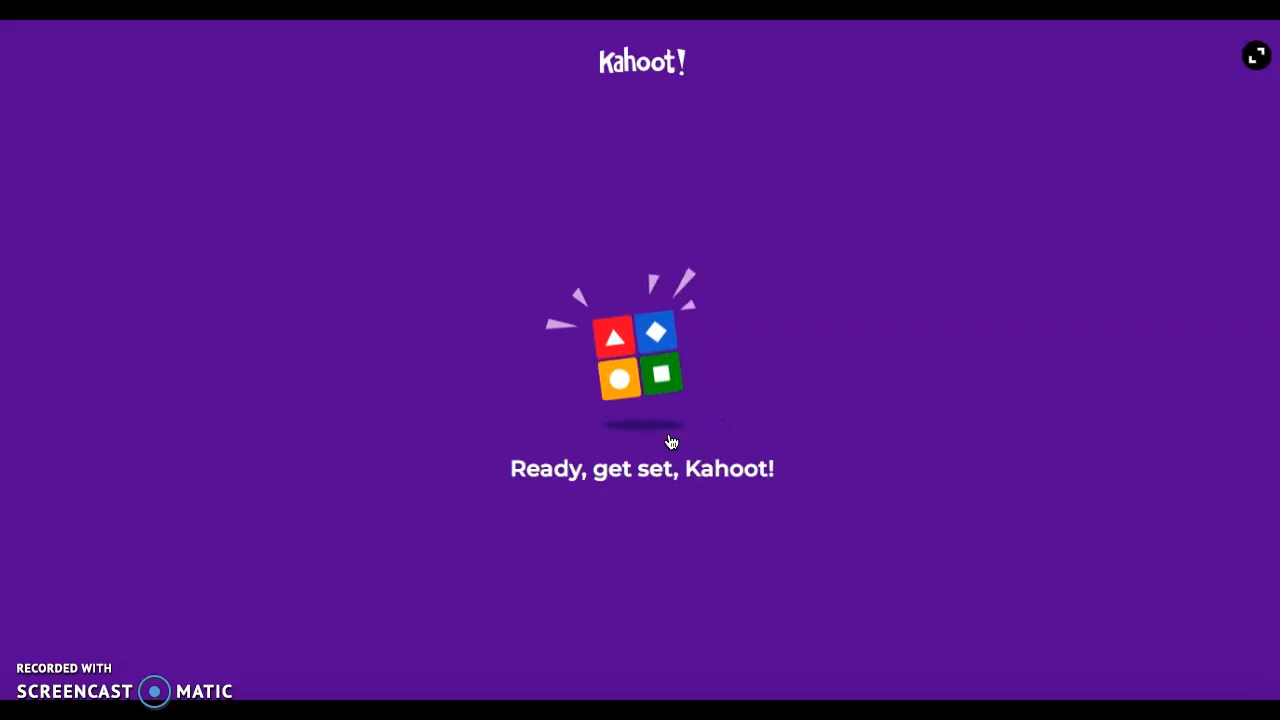 Kahoot!
Ready, get set, Kahoot!
RECORDED WITH
SCREENCAST MATIC